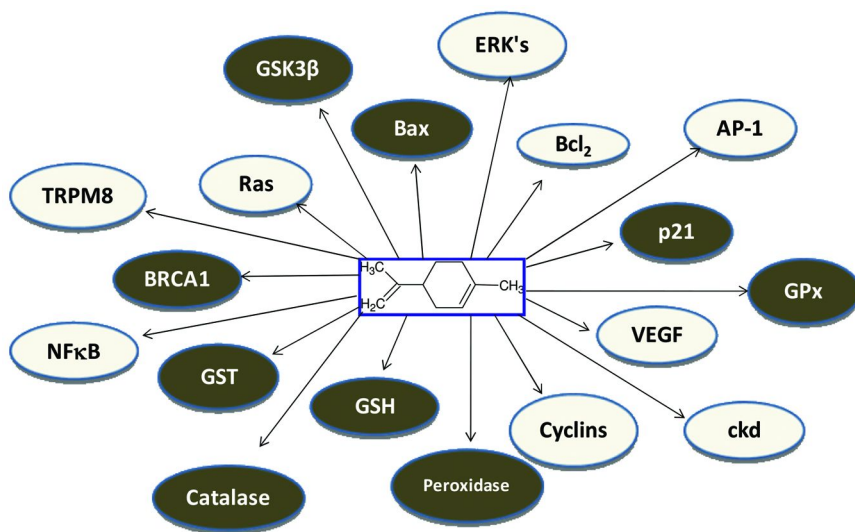 ERK's
GSK3β
Bax
AP-1
Bcl₂
Ras
TRPM8
p21
H₃C
BRCA1
CH₃
GPx
H₂C
VEGF
NFκB
GST
GSH
Cyclins
ckd
Peroxidase
Catalase